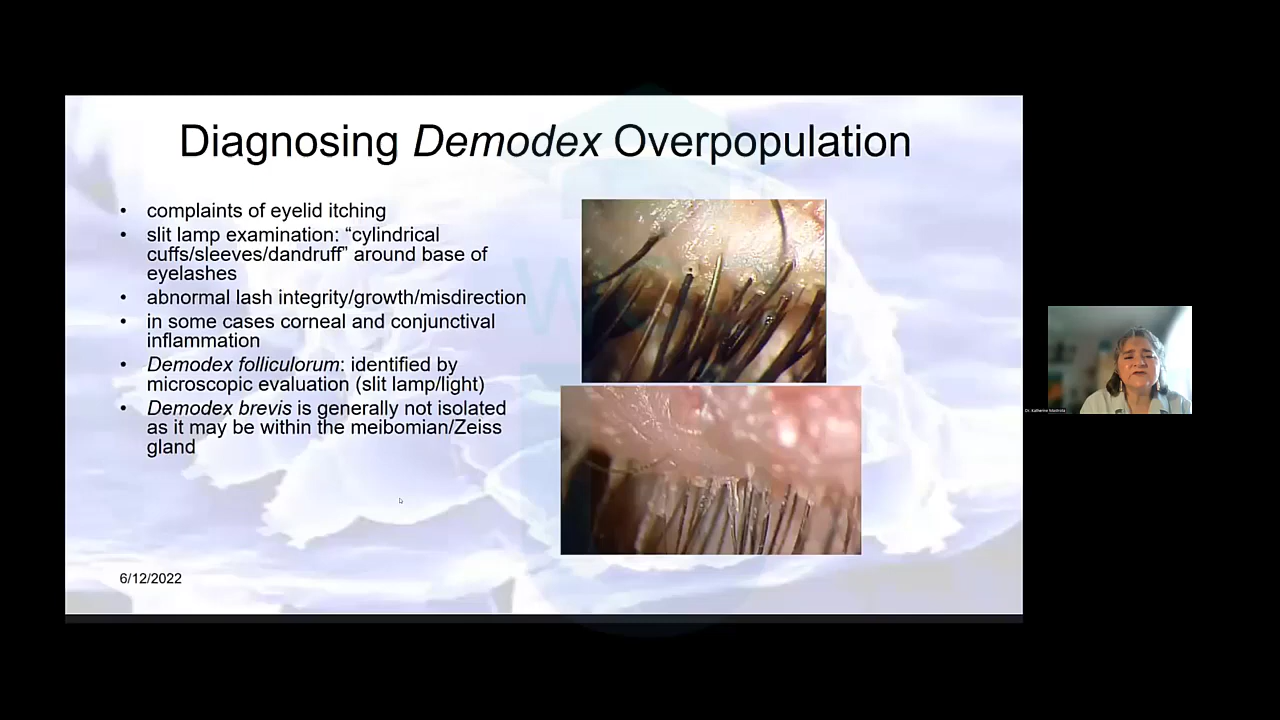 Diagnosing Demodex Overpopulation
• complaints of eyelid itching
• slit lamp examination: “cylindrical
cuffs/sleeves/dandruff” around base of
eyelashes
• abnormal lash integrity/growth/misdirection
• in some cases corneal and conjunctival
inflammation
• Demodex folliculorum: identified by
microscopic evaluation (slit lamp/light)
• Demodex brevis is generally not isolated
as it may be within the meibomian/Zeiss
gland
6/12/2022
Dr. Katherine